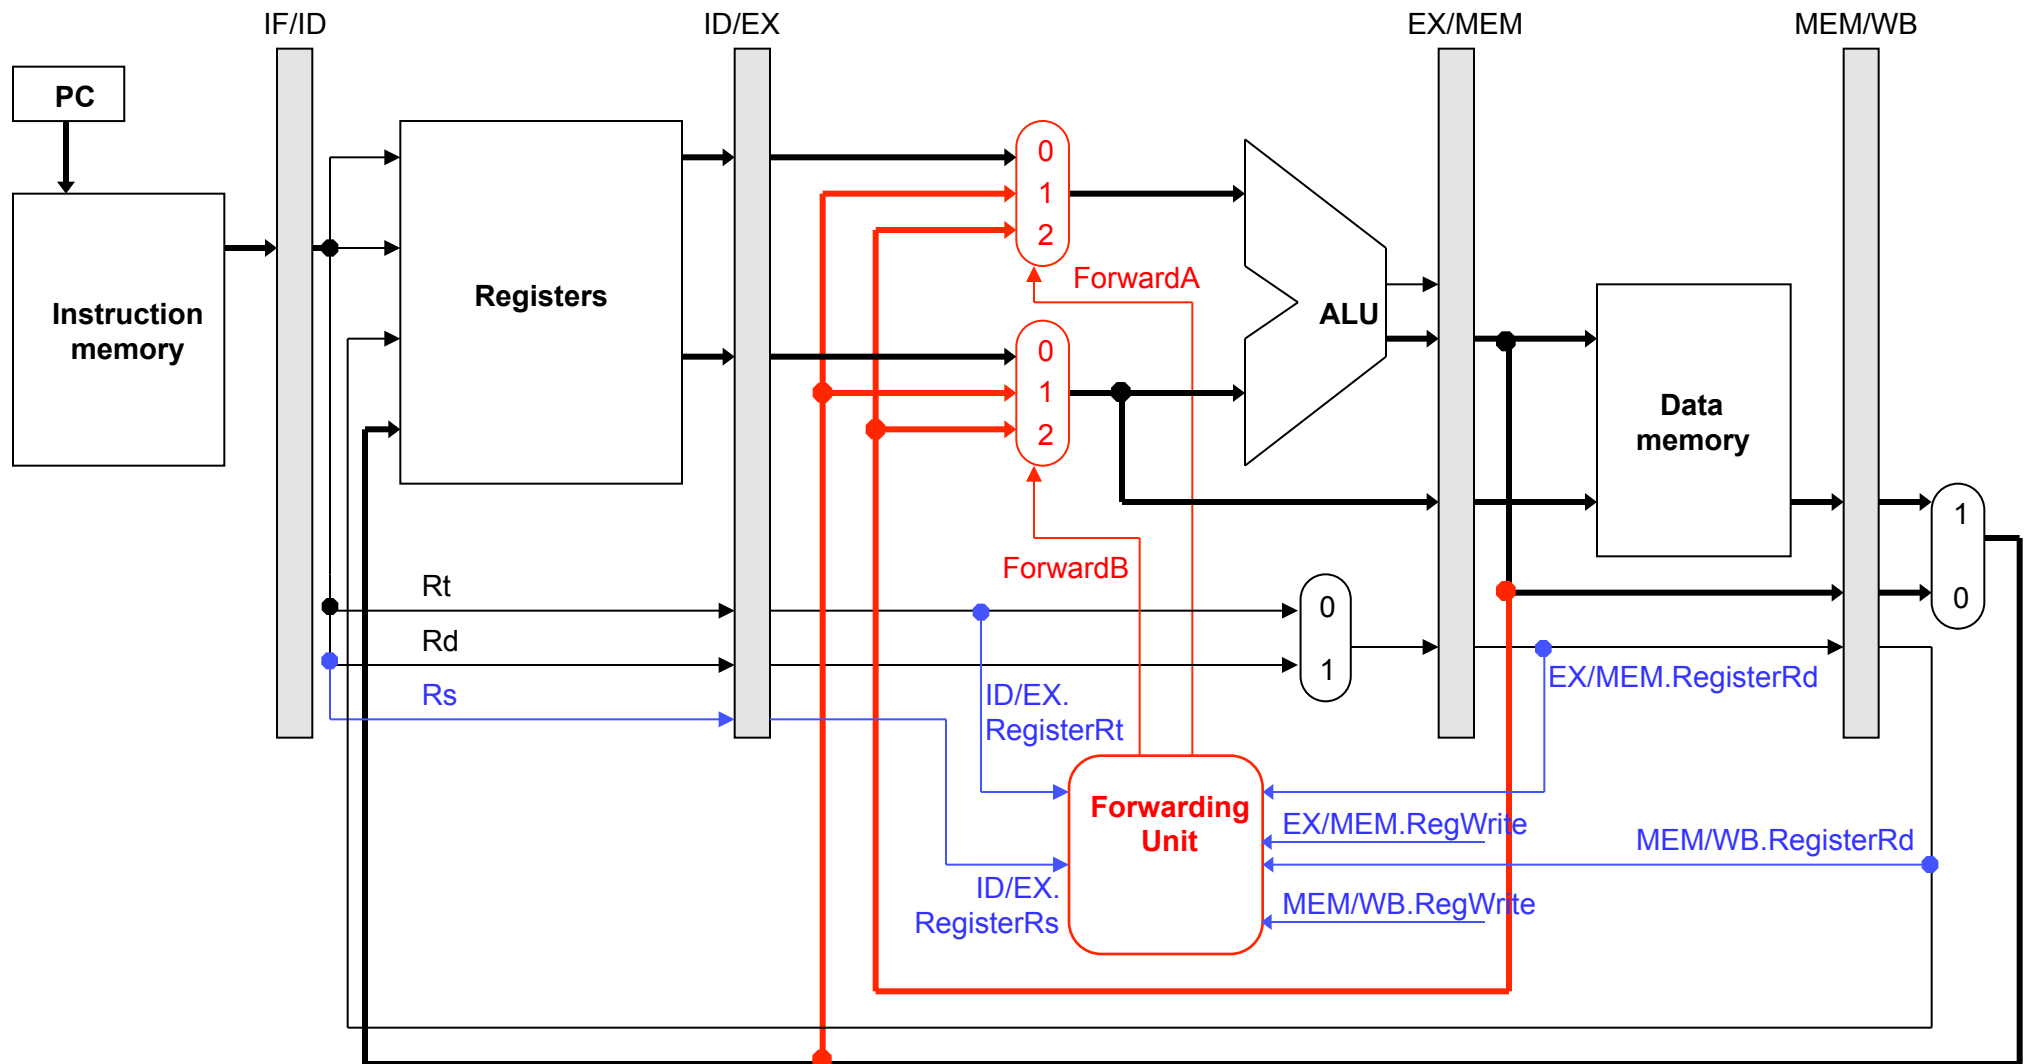 IF/ID
ID/EX
EX/MEM
MEM/WB
PC
Instruction
memory
Registers
0
1
2
ForwardA
0
1
2
ForwardB
ALU
Data
memory
1
0
Rt
Rd
Rs
0
1
ID/EX.
RegisterRt
EX/MEM.RegisterRd
Forwarding
Unit
EX/MEM.RegWrite
MEM/WB.RegisterRd
ID/EX.
RegisterRs
MEM/WB.RegWrite